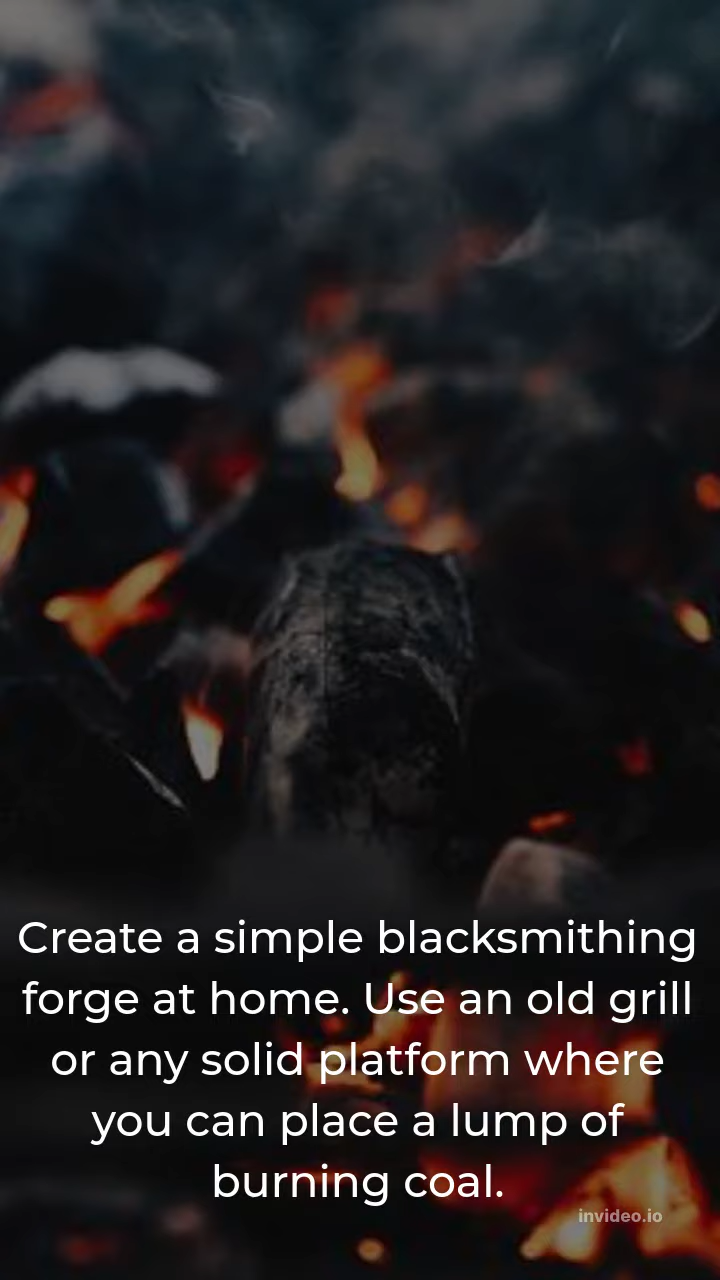 Create a simple blacksmithing
forge at home. Use an old grill
or any solid platform where
you can place a lump of
burning coal.
invideo.io